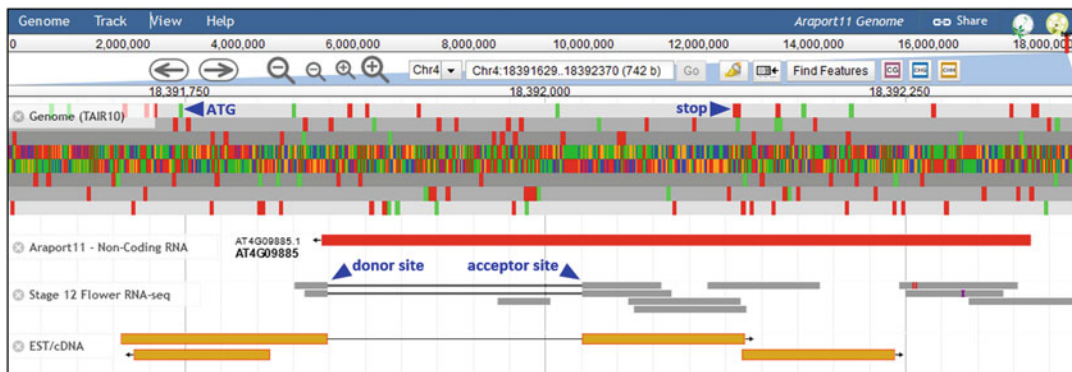 Genome Track View Help Araport11 Genome Share
0 2,000,000 4,000,000 6,000,000 8,000,000 10,000,000 12,000,000 14,000,000 16,000,000 18,000,000
Chr4 Chr4:18391629..18392370 (742 b) Go Find Features CG CHG CHH
18,391,750 18,392,000 18,392,250
Genome (TAIR10) ATG stop
AT4G09885.1
Araport11 - Non-Coding RNA AT4G09885
donor site acceptor site
Stage 12 Flower RNA-seq
EST/cDNA